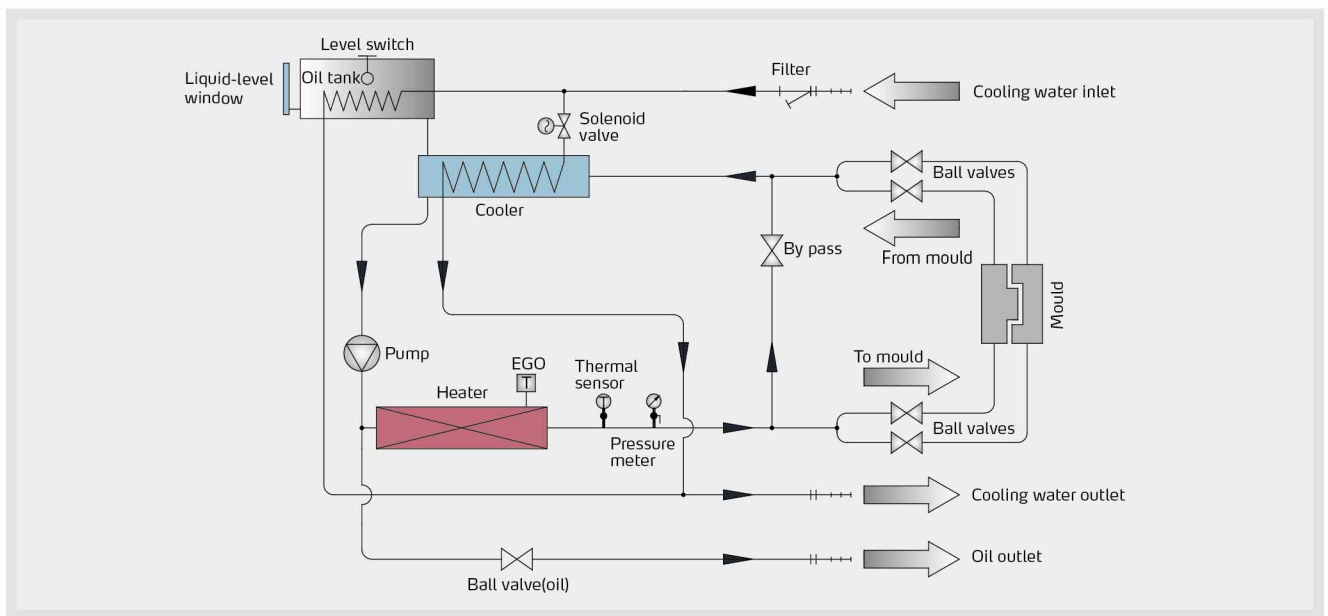 Level switch
Liquid-level
window
Oil tank
Filter
Cooling water inlet
Solenoid
valve
Ball valves
Cooler
From mould
By pass
Mould
Pump
To mould
EGO
T
Thermal
sensor
T
Heater
Ball valves
Pressure
meter
Cooling water outlet
Oil outlet
Ball valve(oil)